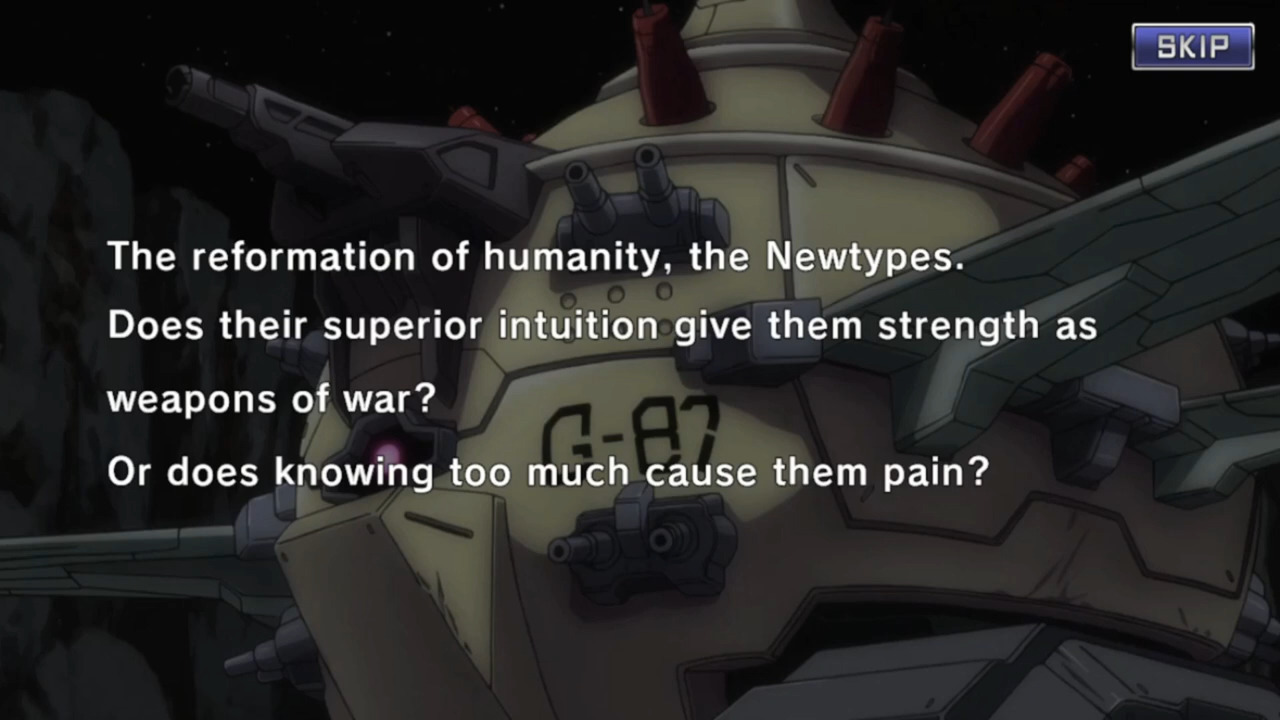 SKIP
The reformation of humanity, the Newtypes.
Does their superior intuition give them strength as
weapons of war?
G-87
Or does knowing too much cause them pain?